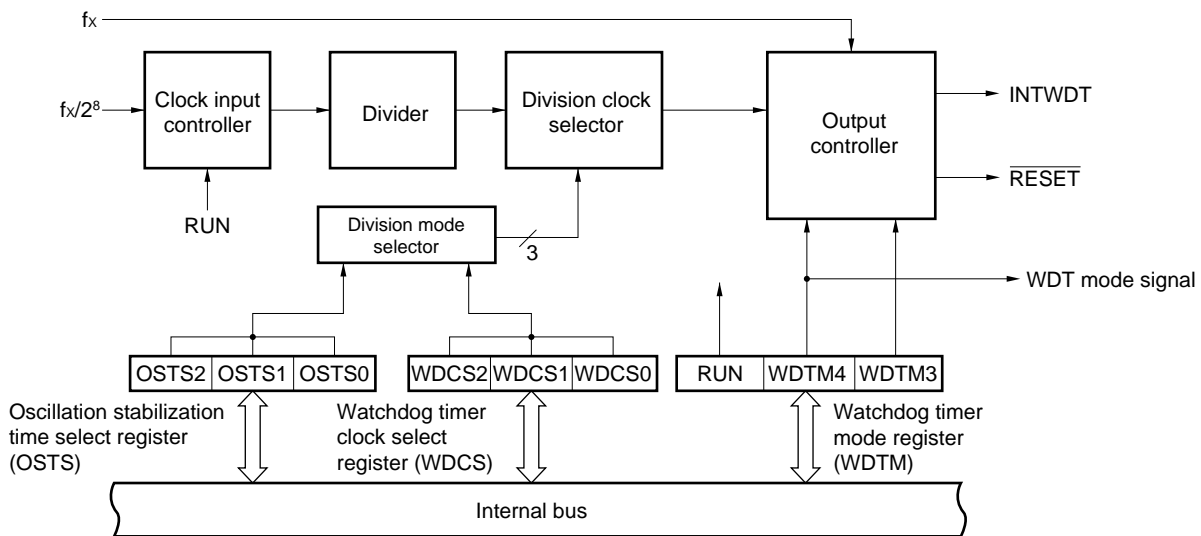 fx
fx/2⁸
Clock input
controller
Divider
Division clock
selector
Output
controller
INTWDT
RESET
RUN
Division mode
selector
3
WDT mode signal
OSTS2 OSTS1 OSTS0
WDCS2 WDCS1 WDCS0
RUN WDTM4 WDTM3
Oscillation stabilization
time select register
(OSTS)
Watchdog timer
clock select
register (WDCS)
Watchdog timer
mode register
(WDTM)
Internal bus